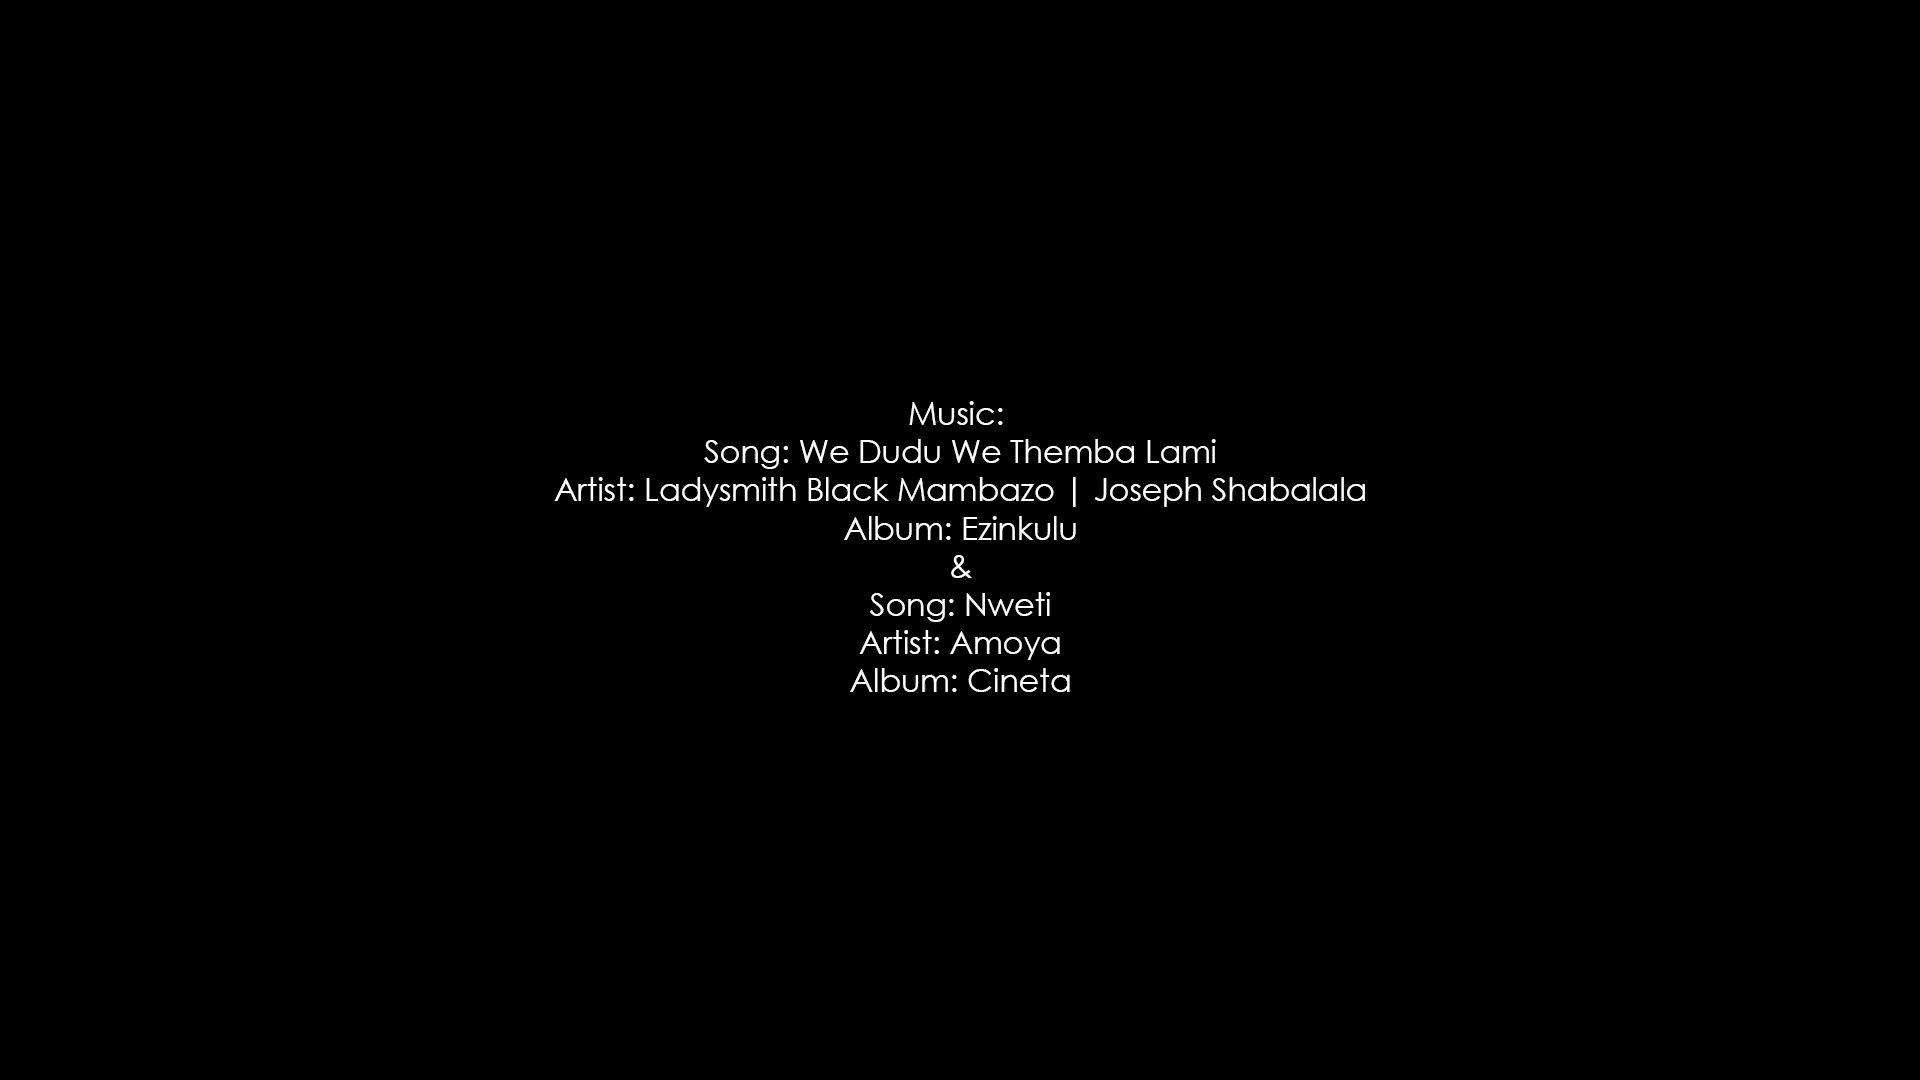 Music:
Song: We Dudu We Themba Lami
Artist: Ladysmith Black Mambazo | Joseph Shabalala
Album: Ezinkulu
&
Song: Nweti
Artist: Amoya
Album: Cineta